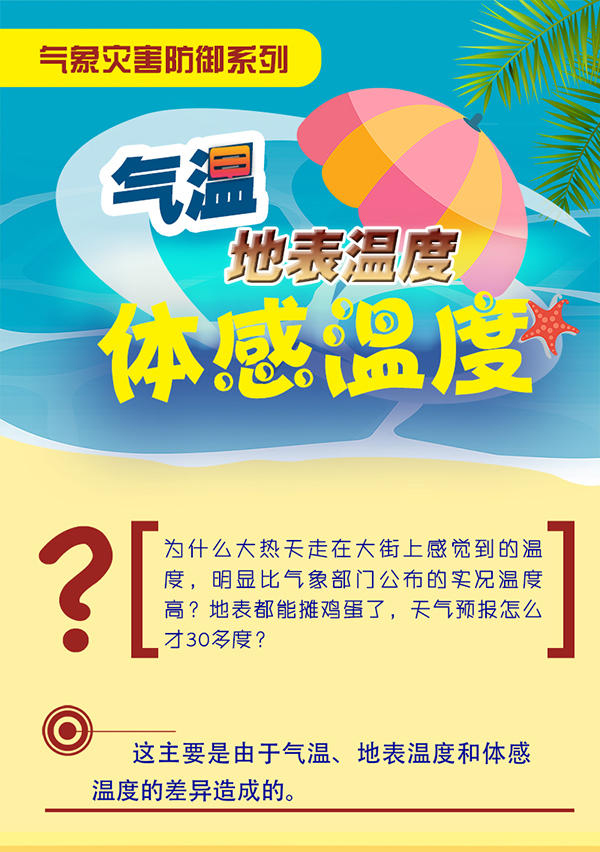 气象灾害防御系列
气温
地表温度
体感温度
?
为什么大热天走在大街上感觉到的温
度，明显比气象部门公布的实况温度
高？地表都能摊鸡蛋了，天气预报怎么
才30多度？
这主要是由于气温、地表温度和体感
温度的差异造成的。